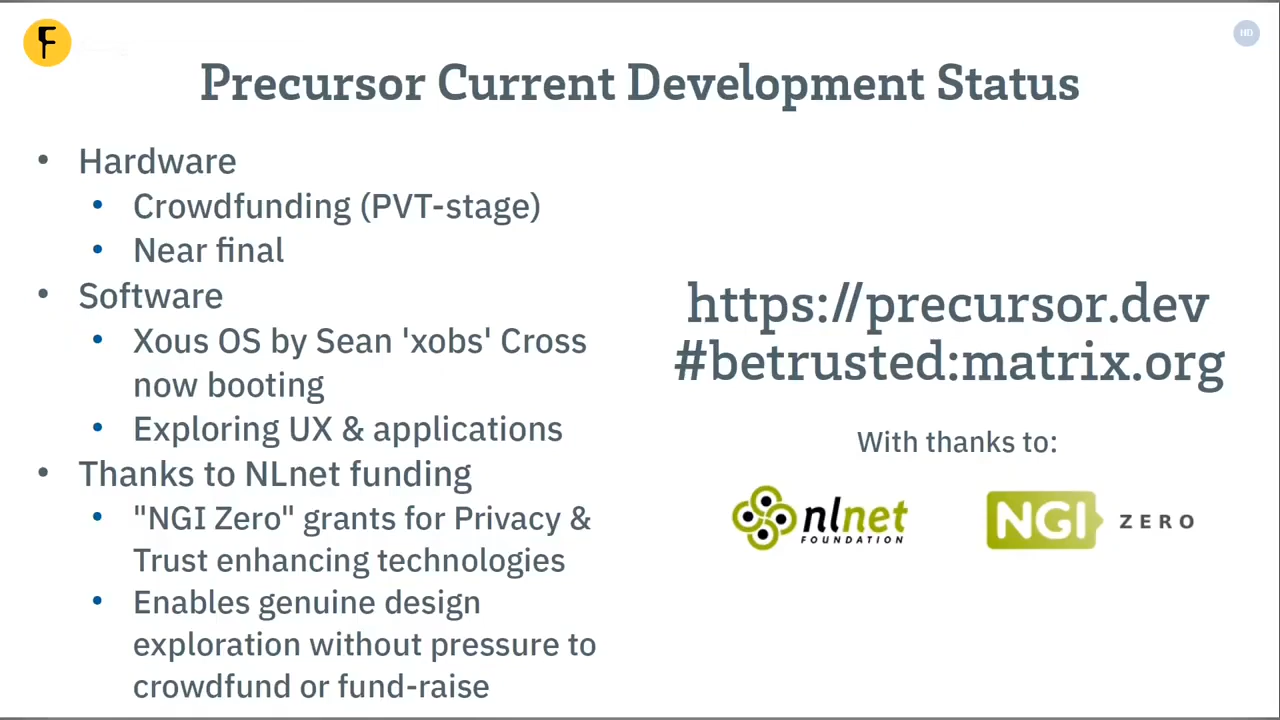 Precursor Current Development Status
• Hardware
• Crowdfunding (PVT-stage)
• Near final
• Software
• Xous OS by Sean 'xobs' Cross
now booting
• Exploring UX & applications
• Thanks to NLnet funding
• "NGI Zero" grants for Privacy &
Trust enhancing technologies
• Enables genuine design
exploration without pressure to
crowdfund or fund-raise
https://precursor.dev
#betrusted:matrix.org
With thanks to:
nlnet
FOUNDATION
NGI ZERO
F
HD